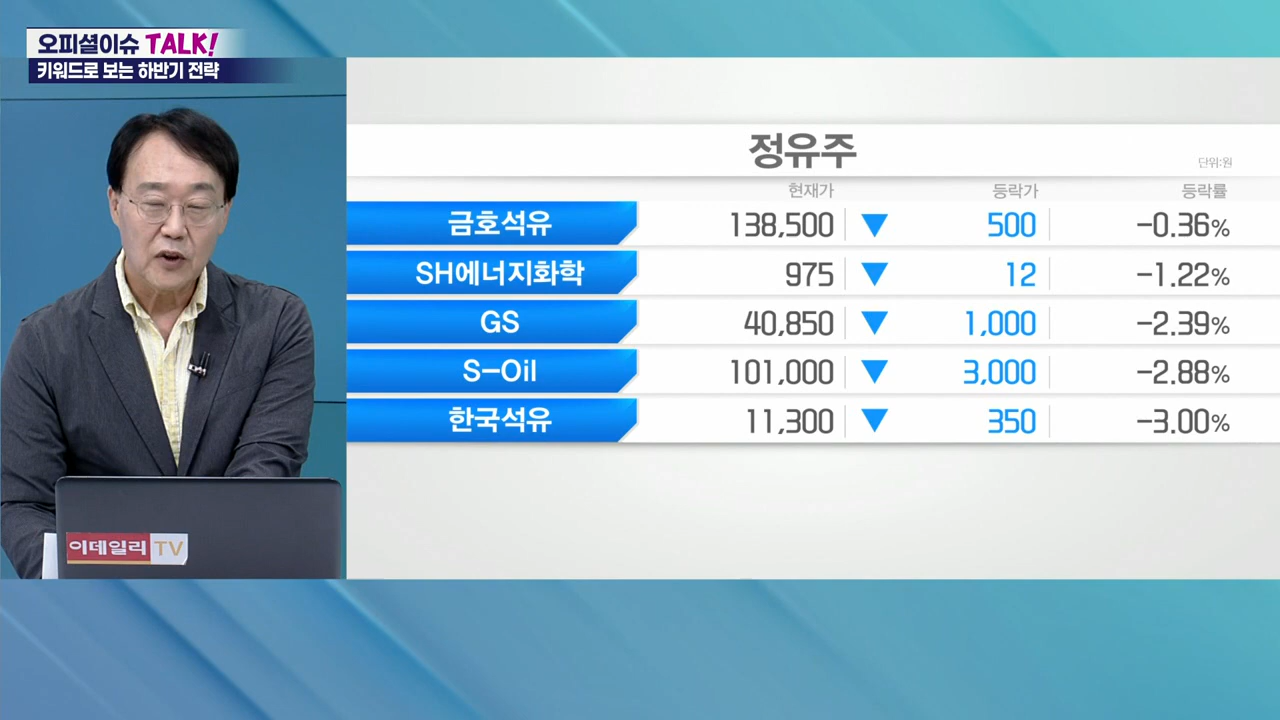 오피셜이슈 TALK!
키워드로 보는 하반기 전략
정유주
단위:원
현재가 등락가 등락률
금호석유 138,500 ▼ 500 -0.36%
SH에너지화학 975 ▼ 12 -1.22%
GS 40,850 ▼ 1,000 -2.39%
S-Oil 101,000 ▼ 3,000 -2.88%
한국석유 11,300 ▼ 350 -3.00%
이데일리TV